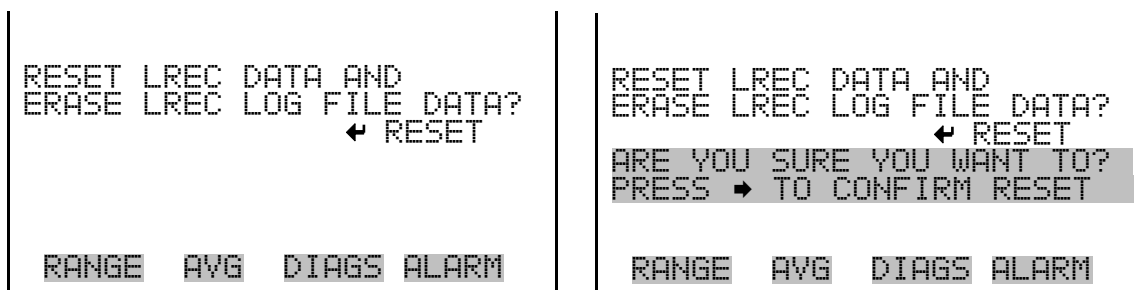 RESET LREC DATA AND
ERASE LREC LOG FILE DATA?
↵ RESET
RANGE AVG DIAGS ALARM
RESET LREC DATA AND
ERASE LREC LOG FILE DATA?
↵ RESET
ARE YOU SURE YOU WANT TO?
PRESS ➡ TO CONFIRM RESET
RANGE AVG DIAGS ALARM